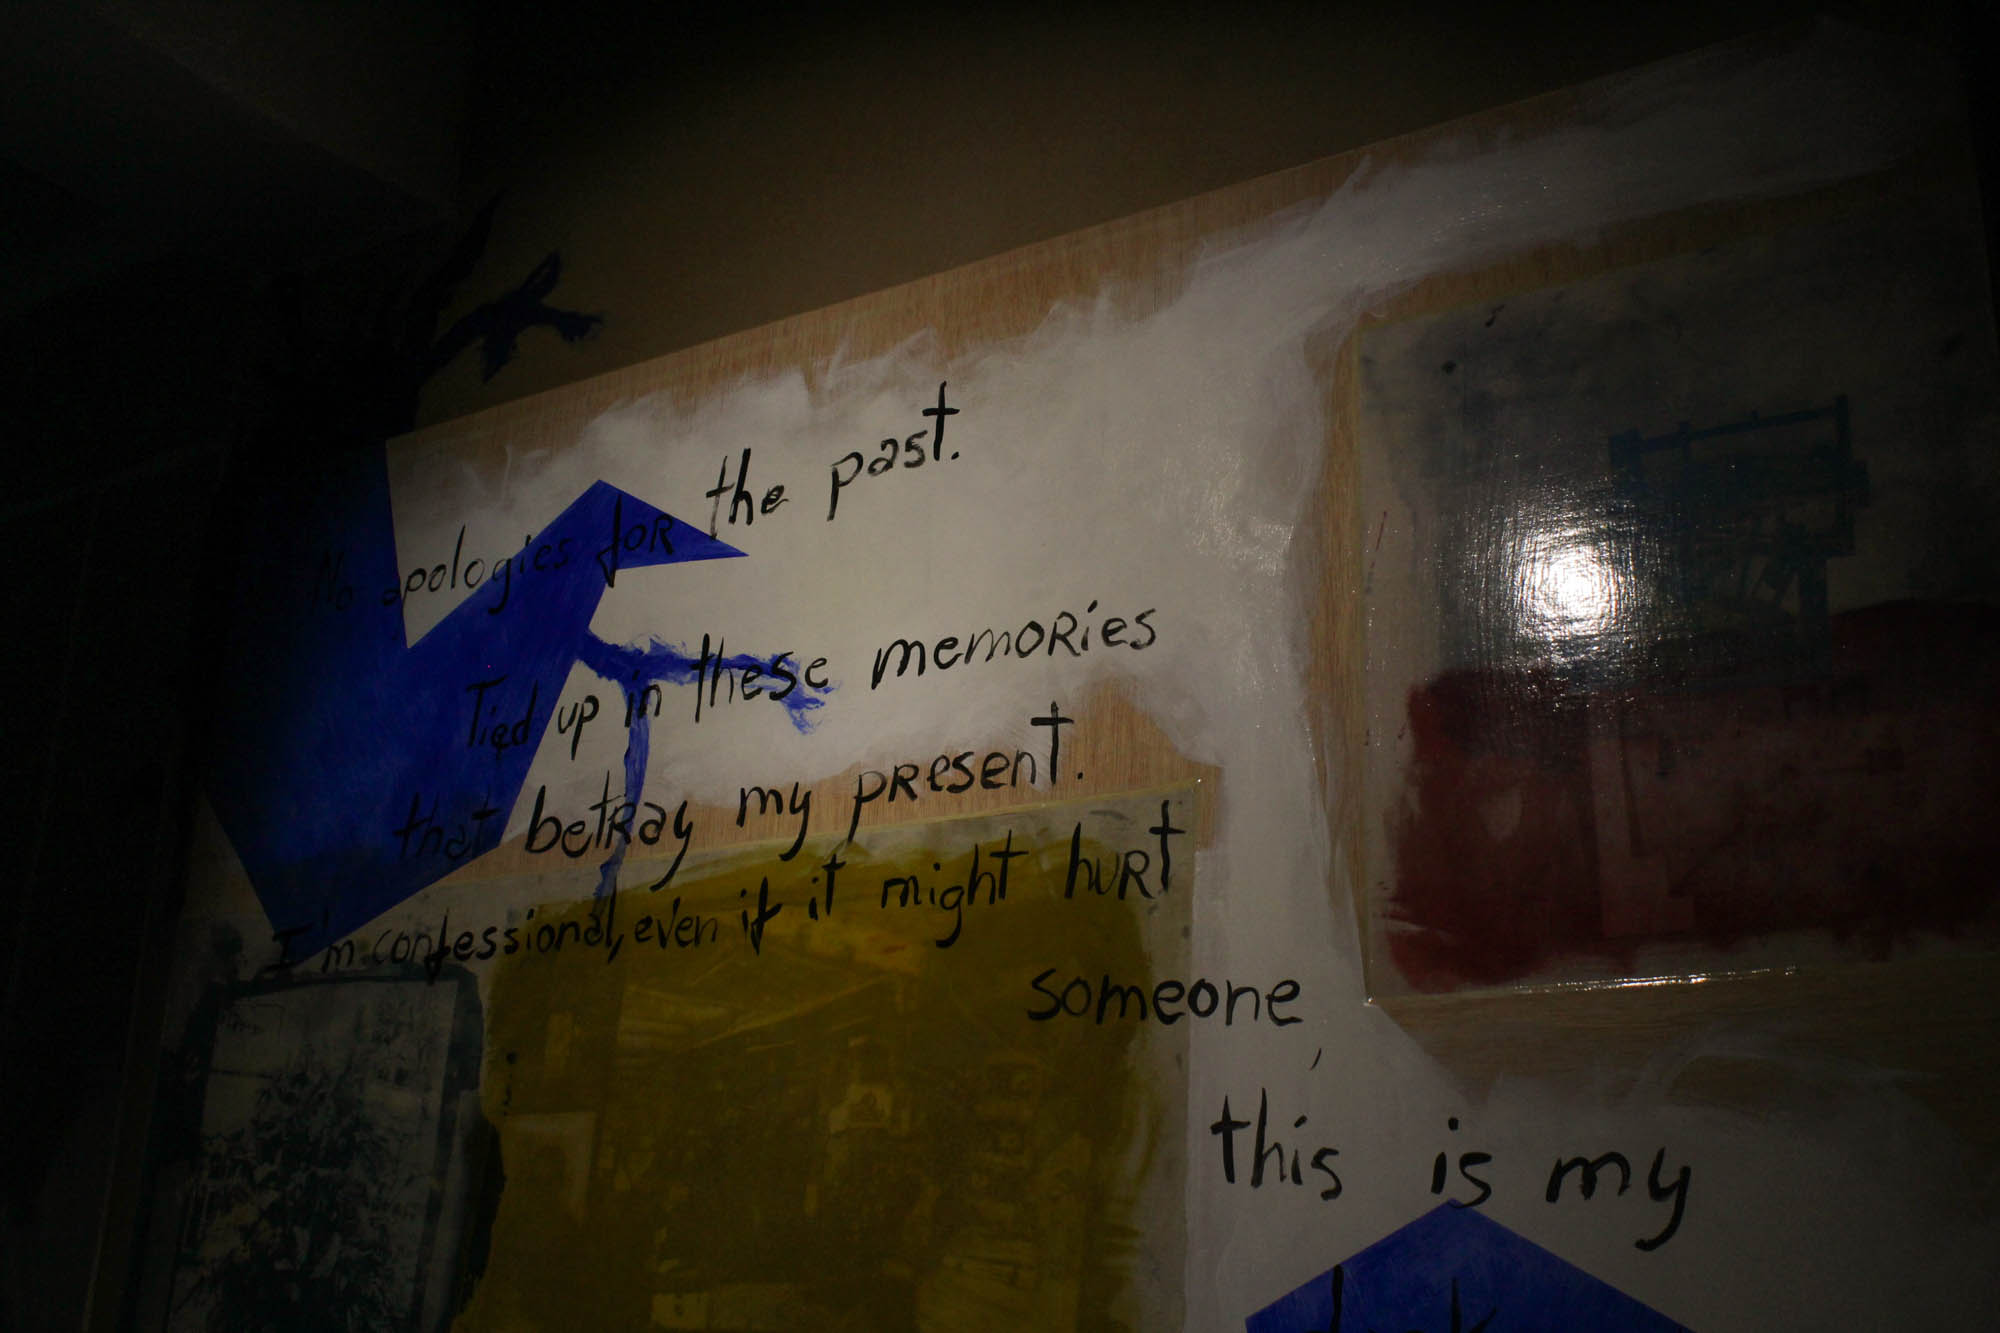 No apologies for the past.
Tied up in these memories
that betray my present.
I'm confessional, even if it might hurt
someone,
this is my